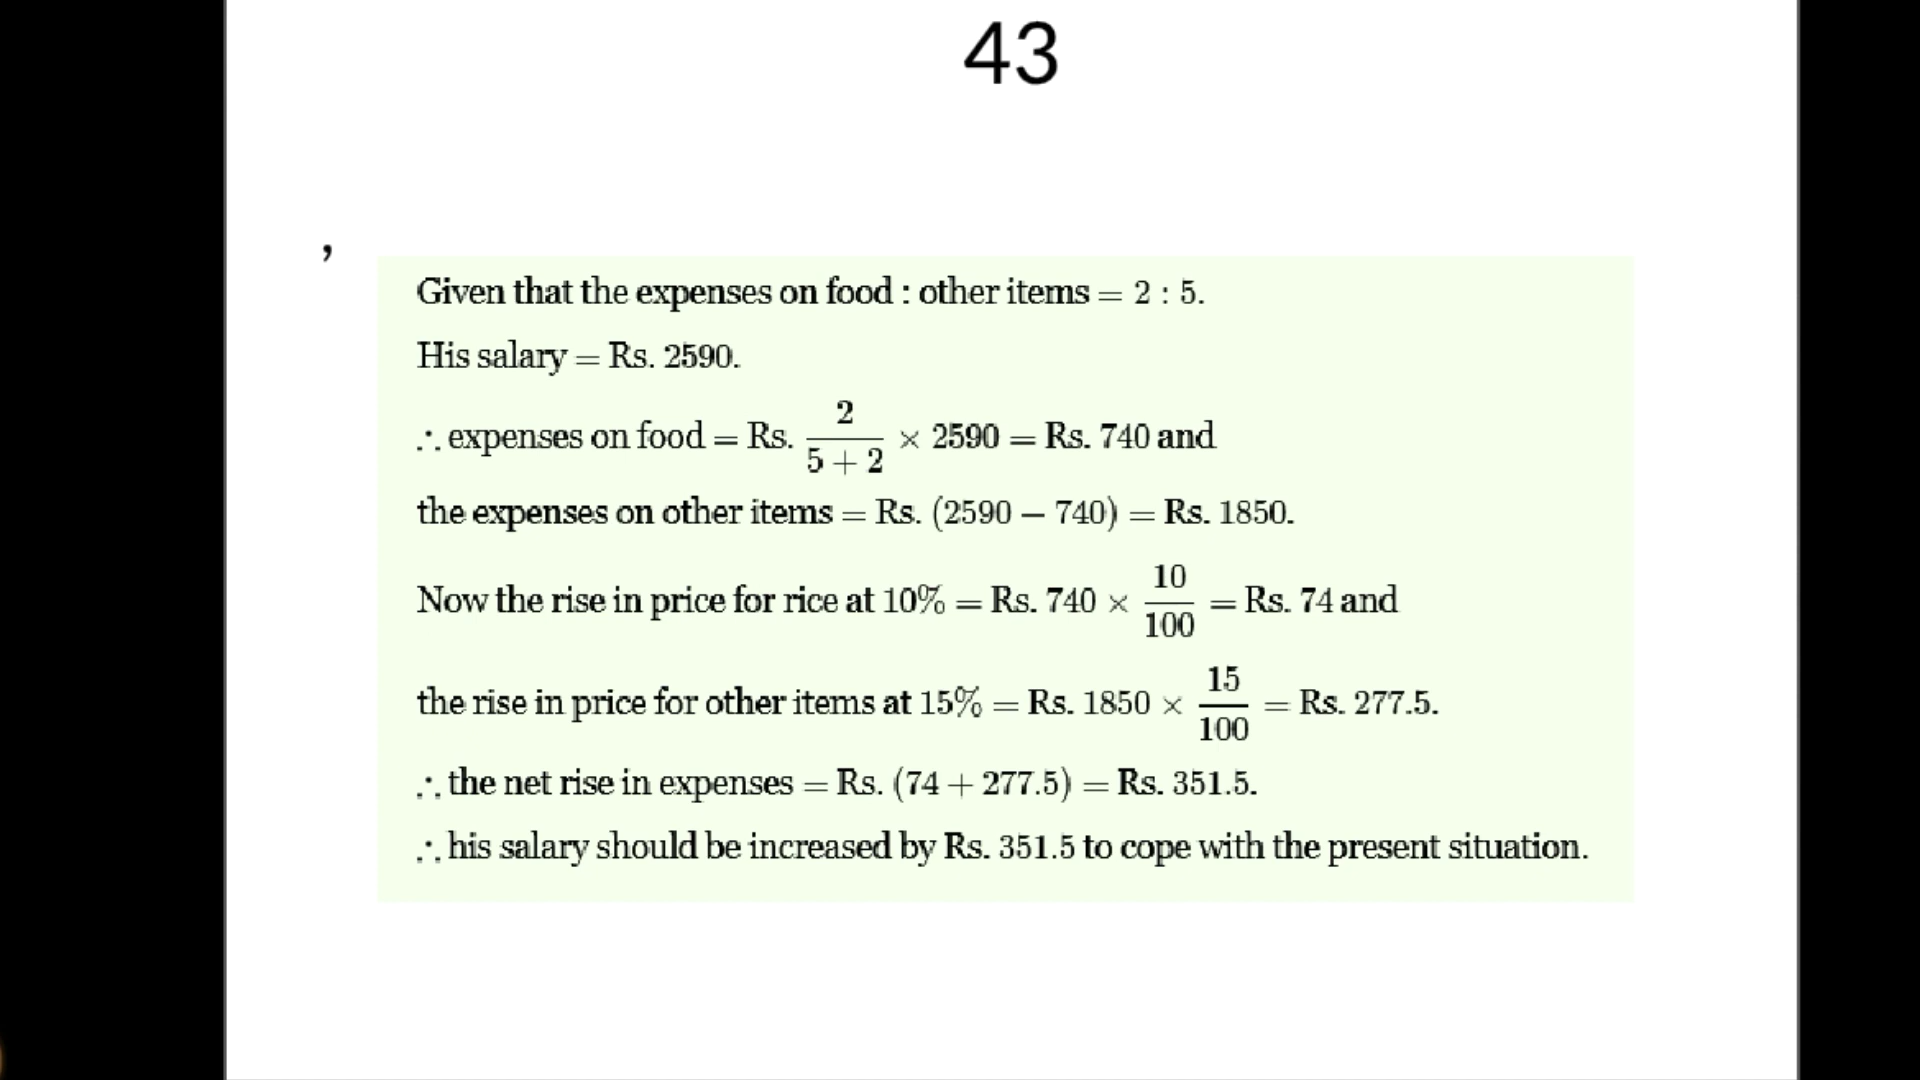 43
,
Given that the expenses on food : other items = 2 : 5.
His salary = Rs. 2590.
∴ expenses on food = Rs. 2/(5 + 2) × 2590 = Rs. 740 and
the expenses on other items = Rs. (2590 − 740) = Rs. 1850.
Now the rise in price for rice at 10% = Rs. 740 × 10/100 = Rs. 74 and
the rise in price for other items at 15% = Rs. 1850 × 15/100 = Rs. 277.5.
∴ the net rise in expenses = Rs. (74 + 277.5) = Rs. 351.5.
∴ his salary should be increased by Rs. 351.5 to cope with the present situation.